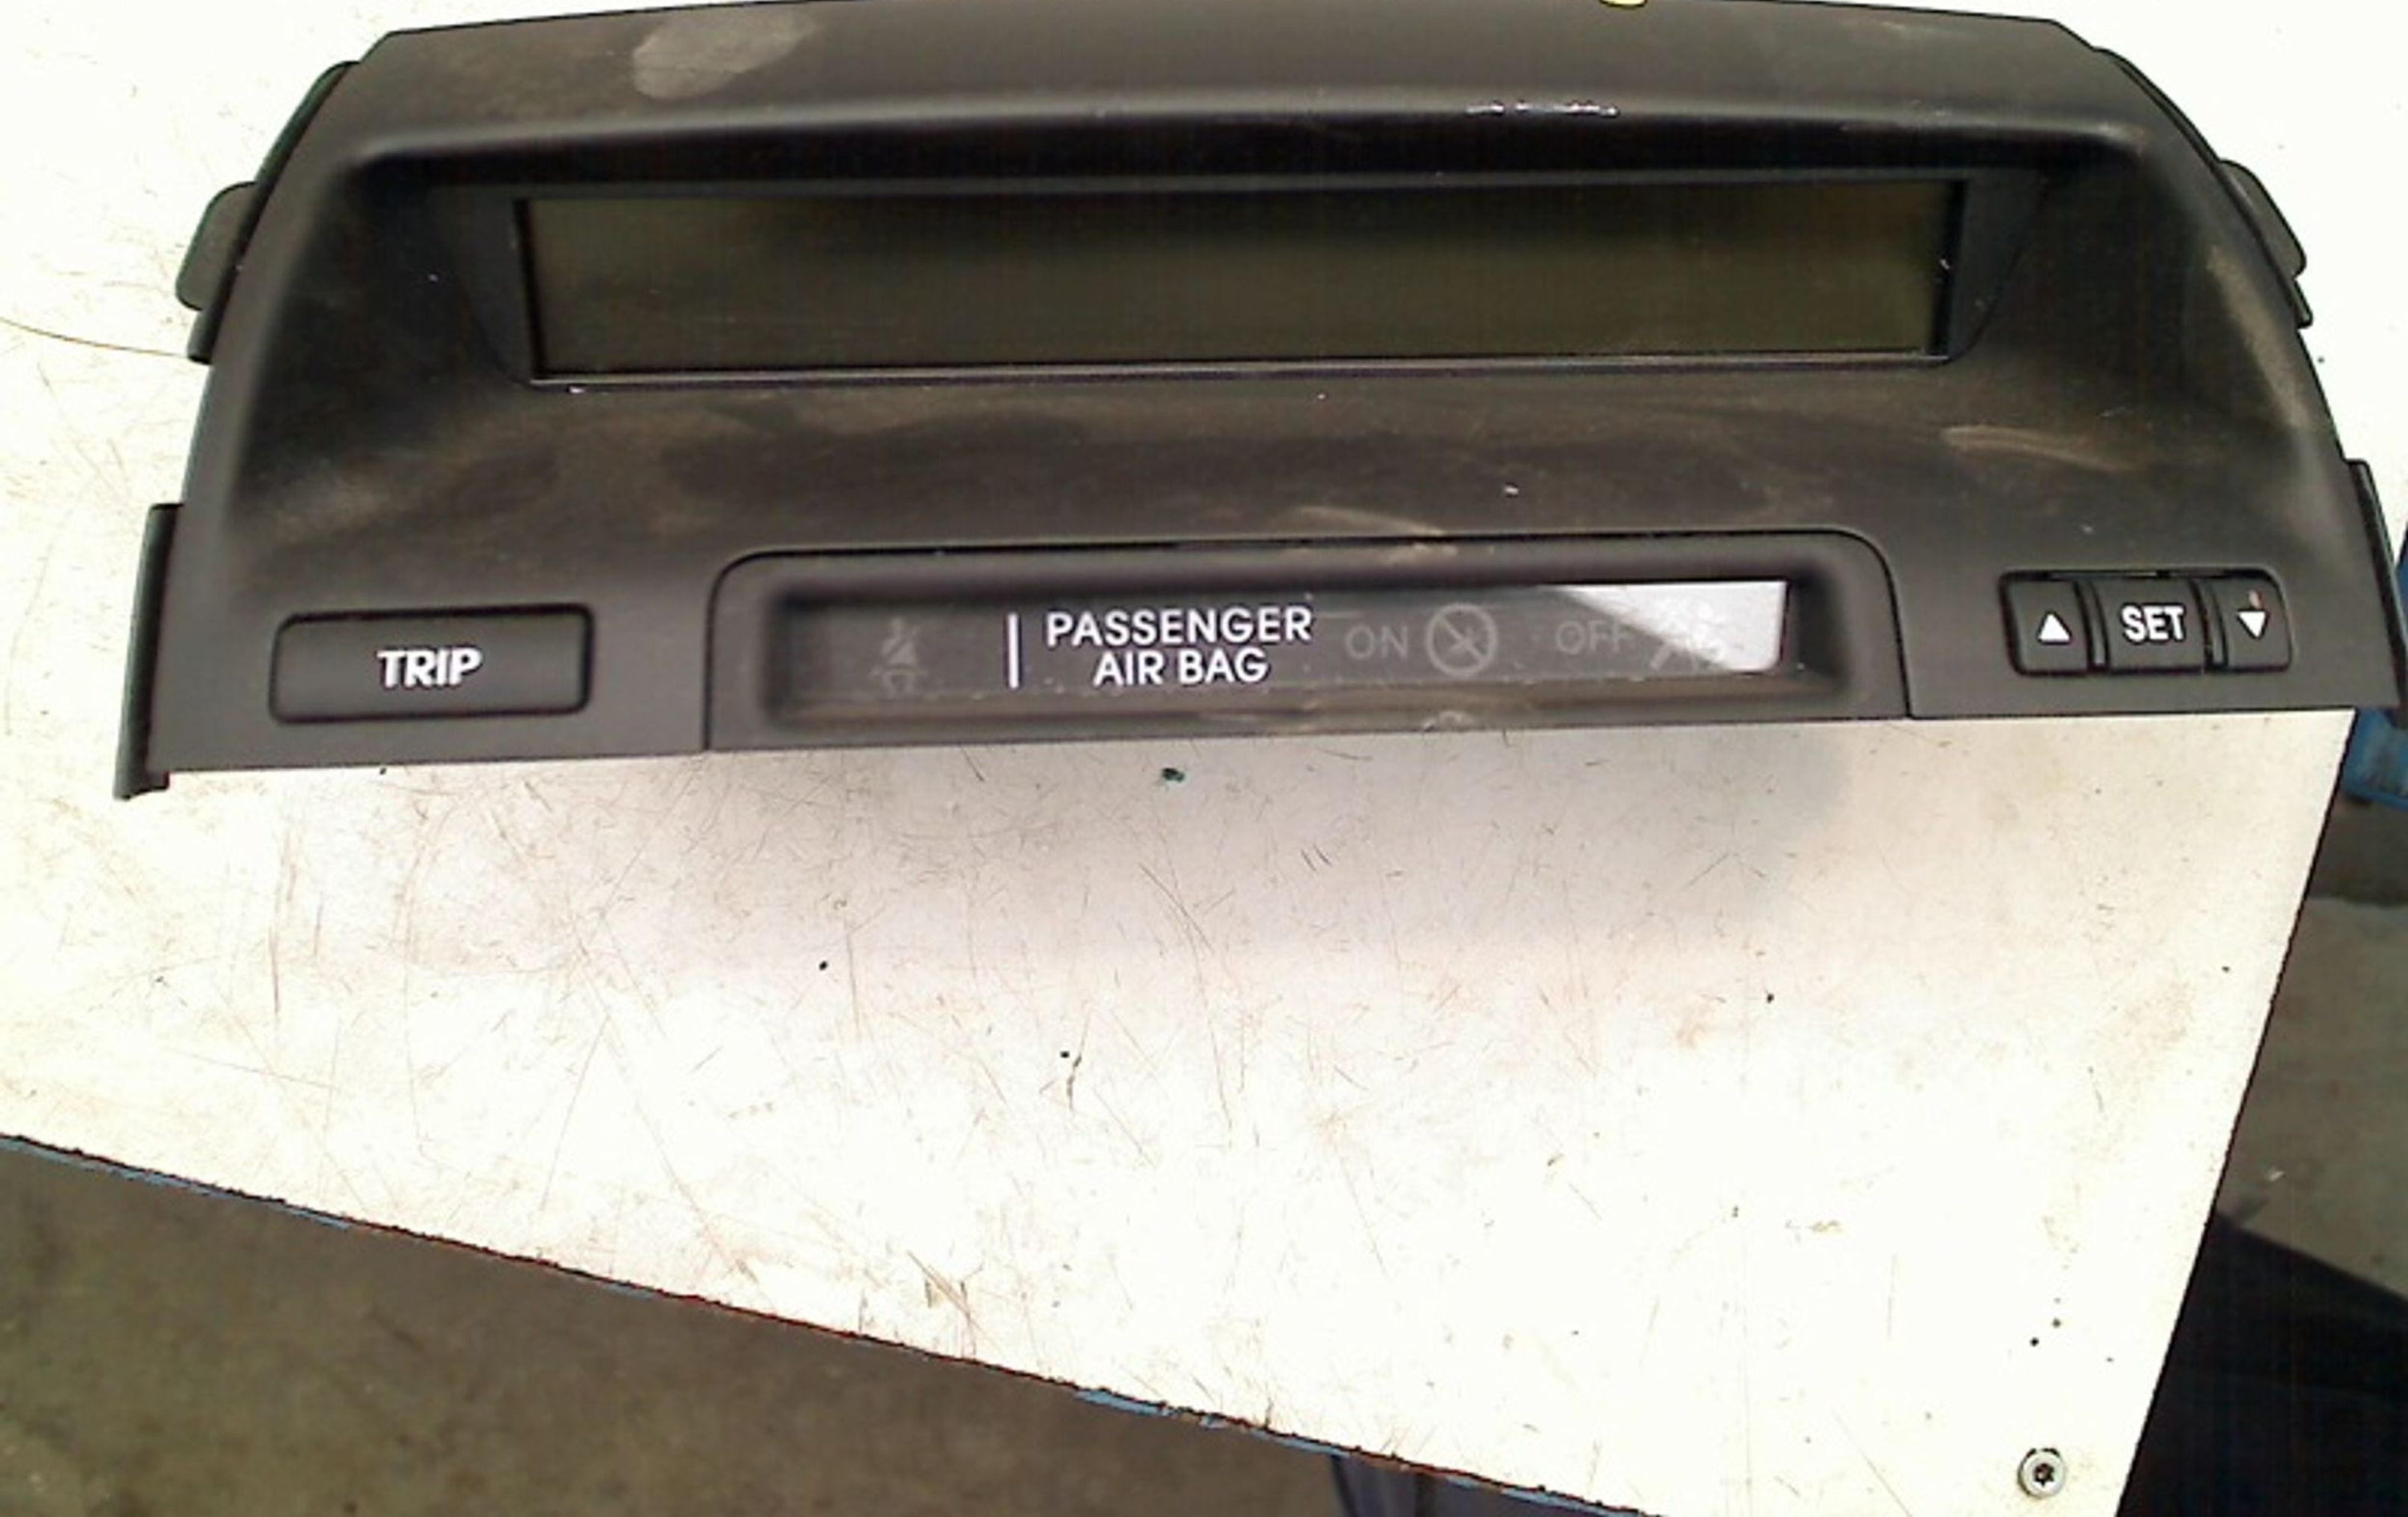 TRIP
PASSENGER
AIR BAG
ON
OFF
SET